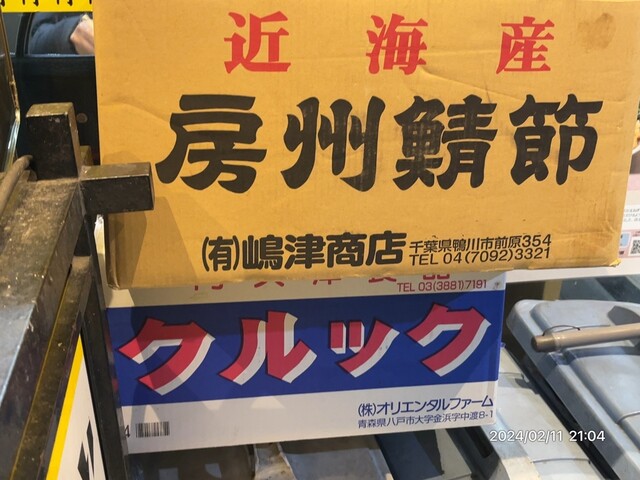 近海産
房州鯖節
(有)嶋津商店
千葉県鴨川市前原354
TEL 04(7092)3321
TEL 03(3881)7191
クルック
(株)オリエンタルファーム
青森県八戸市大字金浜字中渡8-1
2024/02/11 21:04